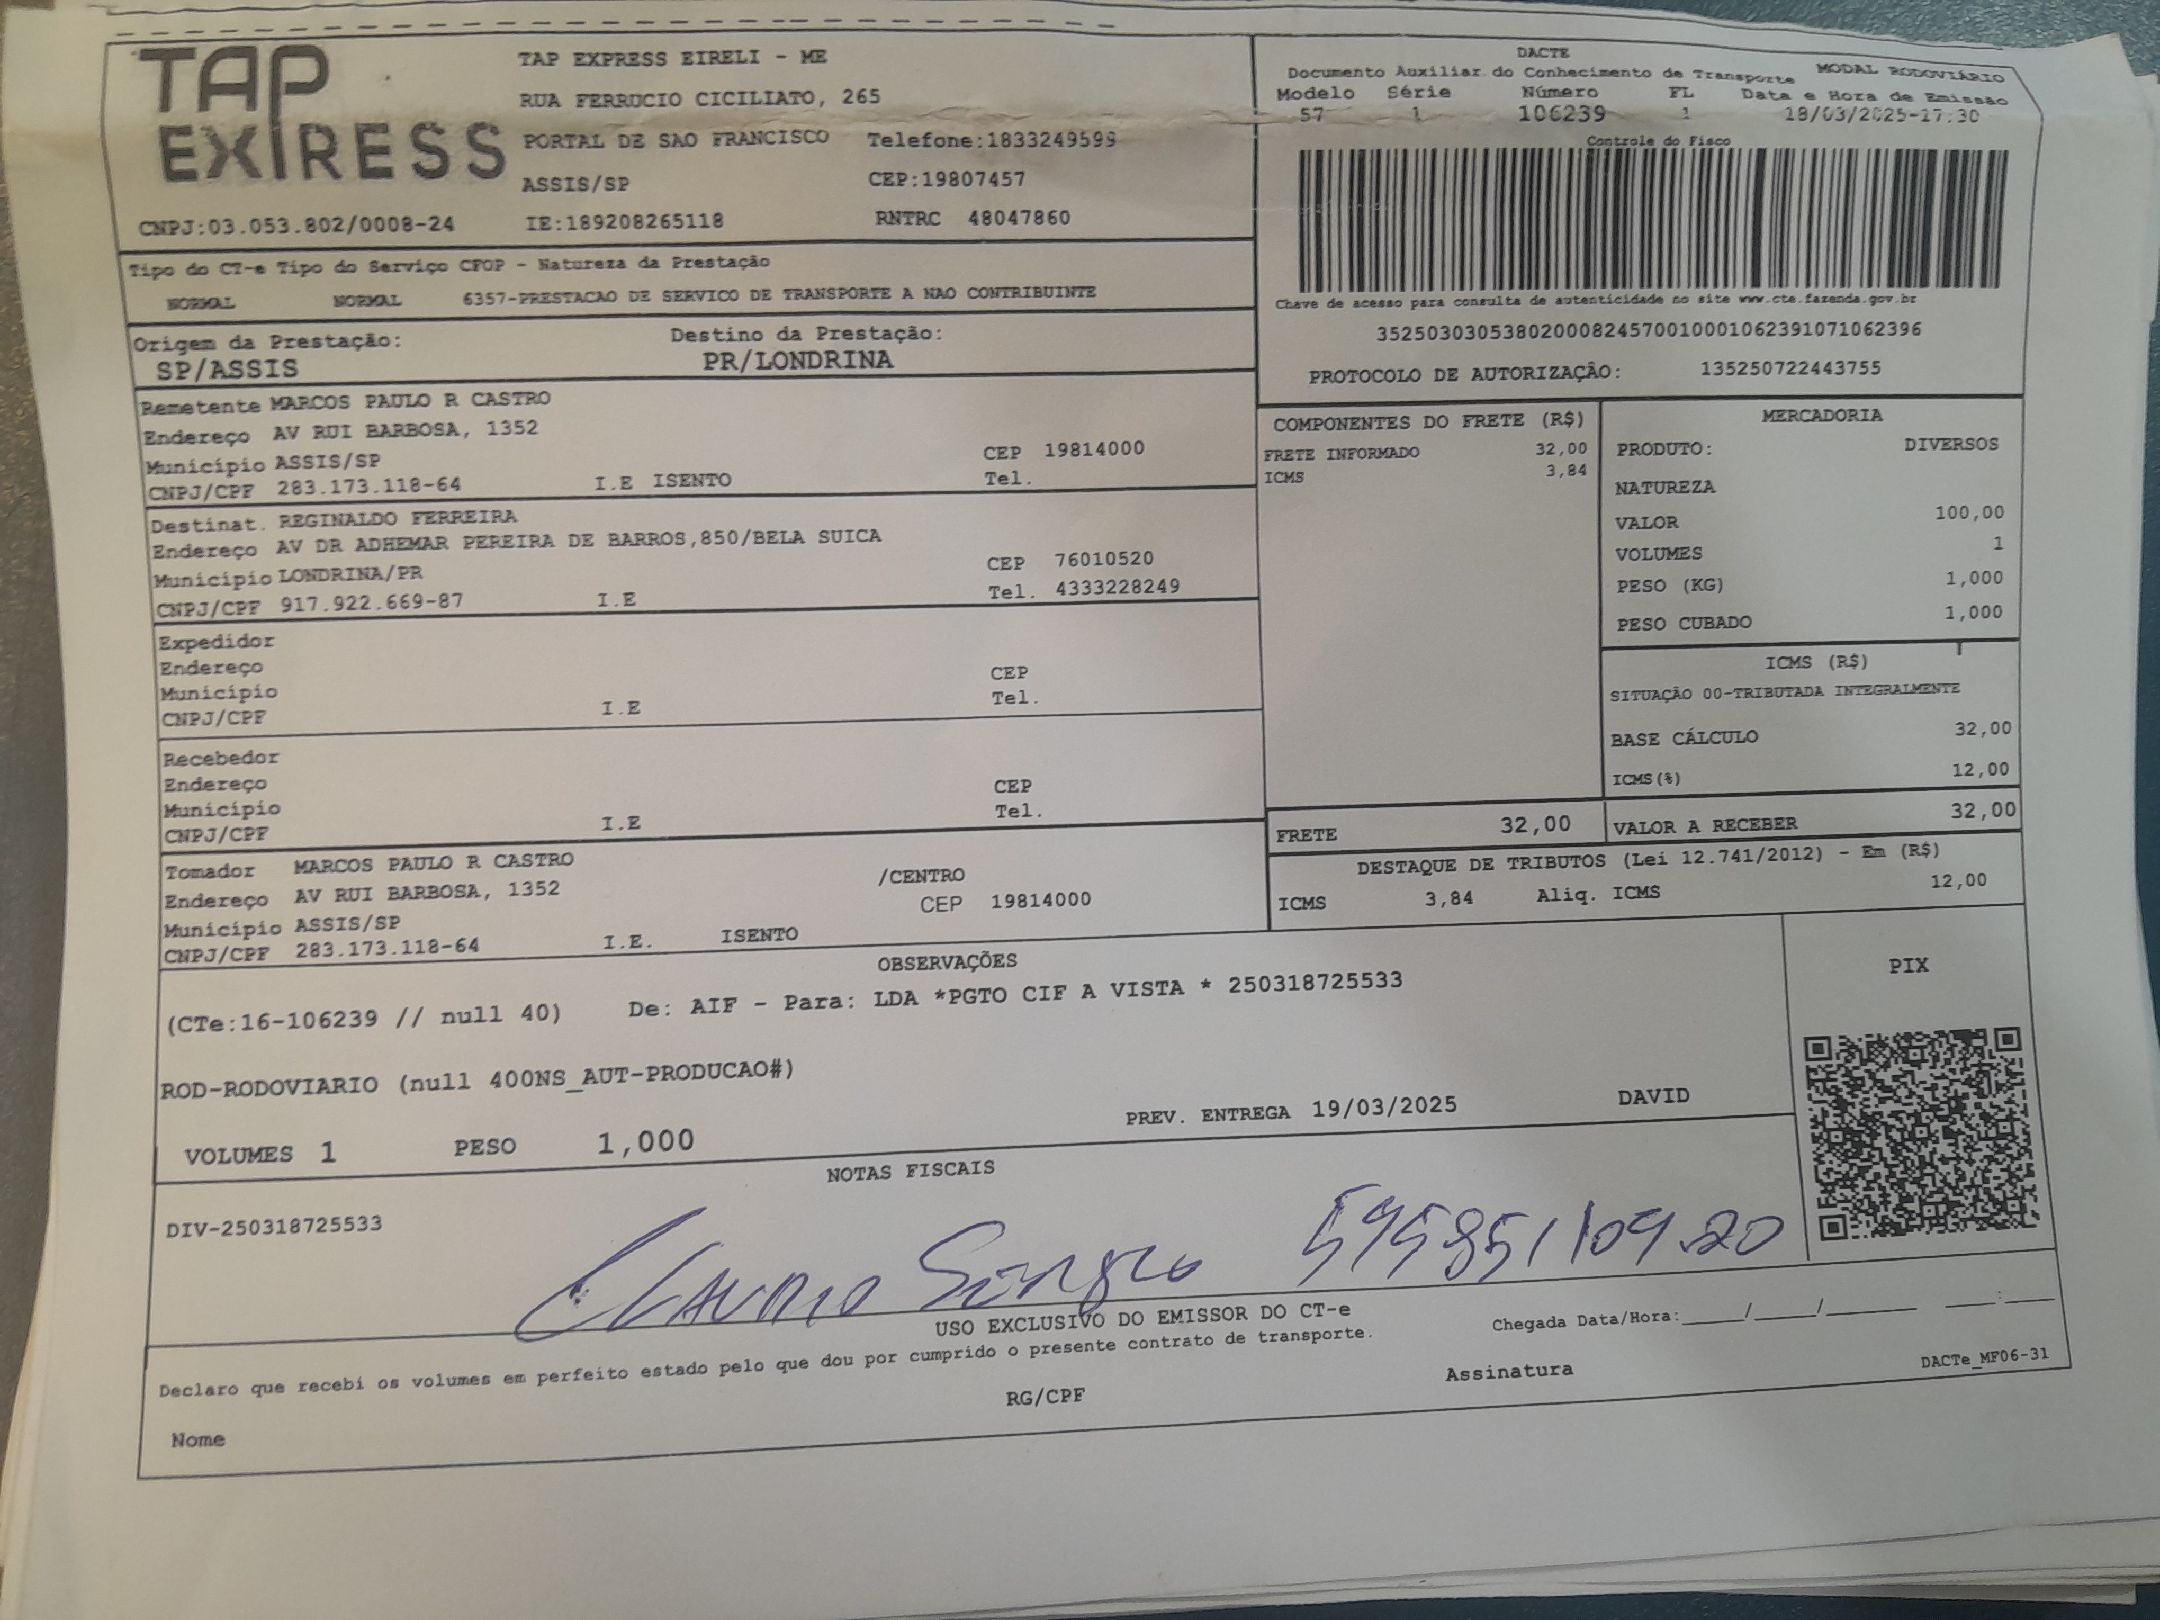 TAP EXPRESS
TAP EXPRESS EIRELI - ME
RUA FERRUCIO CICILIATO, 265
PORTAL DE SAO FRANCISCO Telefone:1833249599
ASSIS/SP CEP:19807457
CNPJ:03.053.802/0008-24 IE:189208265118 RNTRC 48047860
DACTE
Documento Auxiliar do Conhecimento de Transporte MODAL RODOVIÁRIO
Modelo Série Número FL Data e Hora de Emissão
57 1 106239 1 18/03/2025-17:30
Controle do Fisco
Chave de acesso para consulta de autenticidade no site www.cte.fazenda.gov.br
35250303053802000824570010001062391071062396
PROTOCOLO DE AUTORIZAÇÃO: 135250722443755
Tipo do CT-e Tipo do Serviço CFOP - Natureza da Prestação
NORMAL NORMAL 6357-PRESTACAO DE SERVICO DE TRANSPORTE A NAO CONTRIBUINTE
Origem da Prestação: Destino da Prestação:
SP/ASSIS PR/LONDRINA
Remetente MARCOS PAULO R CASTRO
Endereço AV RUI BARBOSA, 1352
Município ASSIS/SP CEP 19814000
CNPJ/CPF 283.173.118-64 I.E ISENTO Tel.
Destinat. REGINALDO FERREIRA
Endereço AV DR ADHEMAR PEREIRA DE BARROS,850/BELA SUICA
Município LONDRINA/PR CEP 76010520
CNPJ/CPF 917.922.669-87 I.E Tel. 4333228249
Expedidor
Endereço
Município CEP
CNPJ/CPF I.E Tel.
Recebedor
Endereço
Município CEP
CNPJ/CPF I.E Tel.
Tomador MARCOS PAULO R CASTRO
Endereço AV RUI BARBOSA, 1352 /CENTRO
Município ASSIS/SP CEP 19814000
CNPJ/CPF 283.173.118-64 I.E. ISENTO
COMPONENTES DO FRETE (R$)
FRETE INFORMADO 32,00
ICMS 3,84
MERCADORIA
PRODUTO: DIVERSOS
NATUREZA
VALOR 100,00
VOLUMES 1
PESO (KG) 1,000
PESO CUBADO 1,000
ICMS (R$)
SITUAÇÃO 00-TRIBUTADA INTEGRALMENTE
BASE CÁLCULO 32,00
ICMS(%) 12,00
FRETE 32,00 VALOR A RECEBER 32,00
DESTAQUE DE TRIBUTOS (Lei 12.741/2012) - Em (R$)
ICMS 3,84 Aliq. ICMS 12,00
OBSERVAÇÕES
(CTe:16-106239 // null 40) De: AIF - Para: LDA *PGTO CIF A VISTA * 250318725533
ROD-RODOVIARIO (null 400NS_AUT-PRODUCAO#)
VOLUMES 1 PESO 1,000 PREV. ENTREGA 19/03/2025 DAVID
PIX
NOTAS FISCAIS
DIV-250318725533
CLAUDIO Sergio
USO EXCLUSIVO DO EMISSOR DO CT-e
Declaro que recebi os volumes em perfeito estado pelo que dou por cumprido o presente contrato de transporte.
Chegada Data/Hora:_____/_____/_______ ____:____
Nome RG/CPF Assinatura DACTe_MF06-31